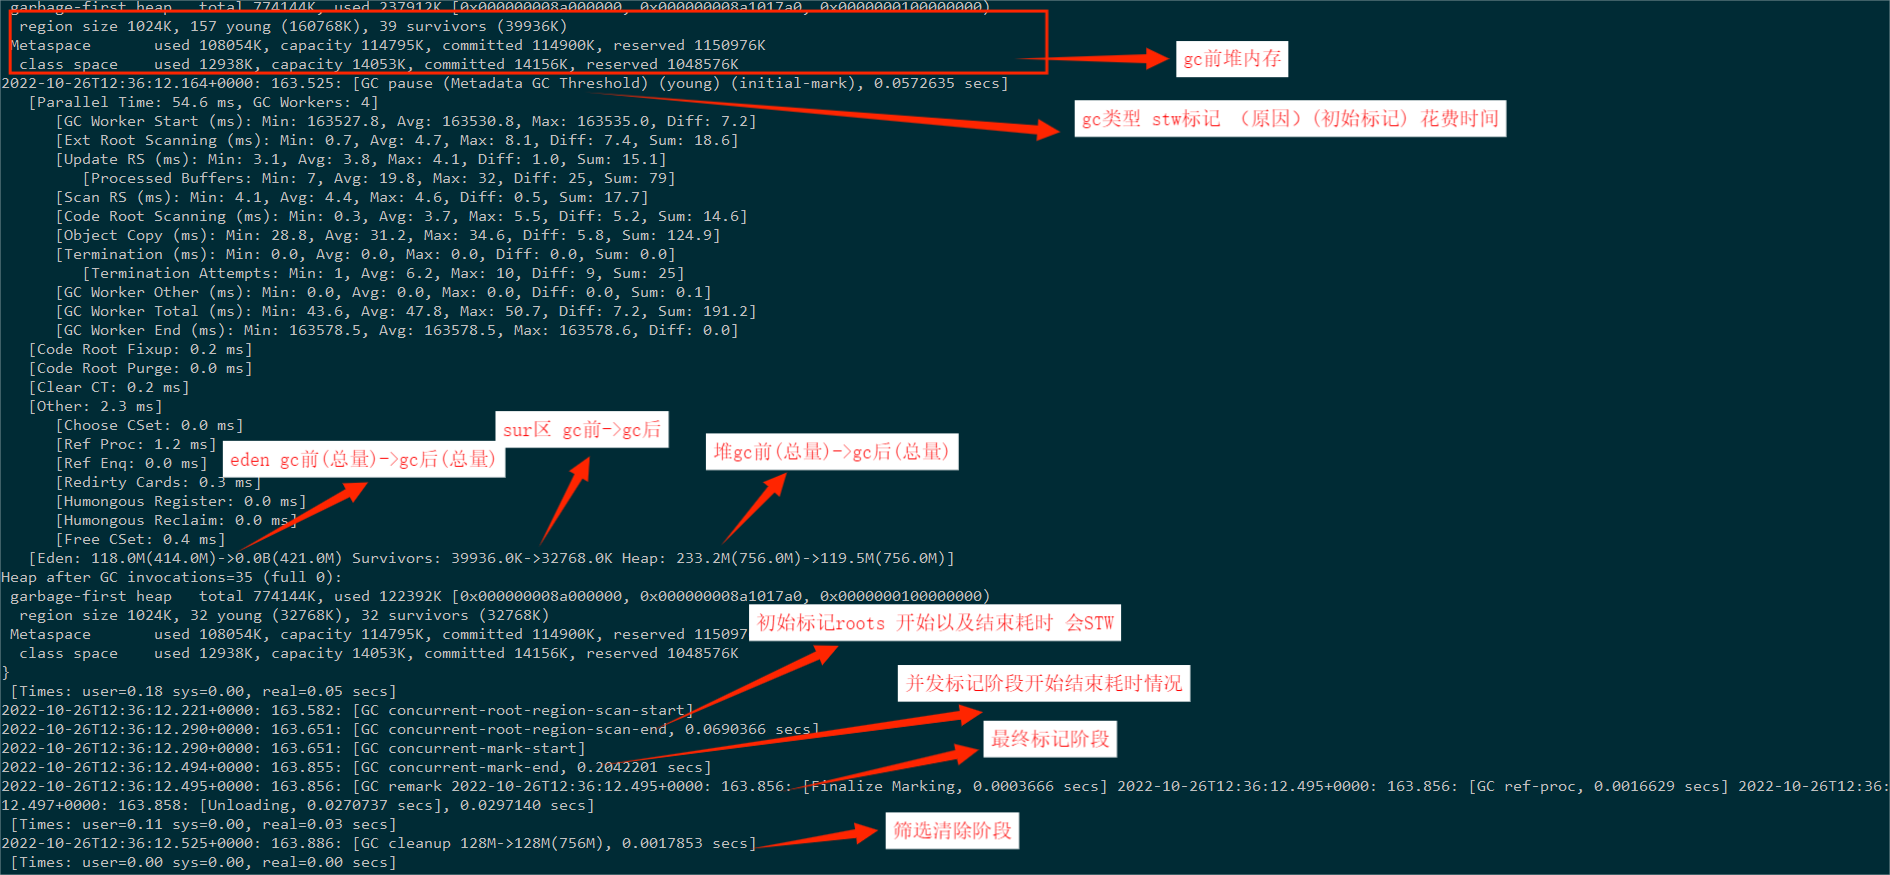 garbage-first heap   total 774144K, used 237912K [0x000000008a000000, 0x000000008a1017a0, 0x0000000100000000)
region size 1024K, 157 young (160768K), 39 survivors (39936K)
Metaspace       used 108054K, capacity 114795K, committed 114900K, reserved 1150976K
gc前堆内存
class space    used 12938K, capacity 14053K, committed 14156K, reserved 1048576K
2022-10-26T12:36:12.164+0000: 163.525: [GC pause (Metadata GC Threshold) (young) (initial-mark), 0.0572635 secs]
[Parallel Time: 54.6 ms, GC Workers: 4]
gc类型 stw标记 （原因）(初始标记) 花费时间
[GC Worker Start (ms): Min: 163527.8, Avg: 163530.8, Max: 163535.0, Diff: 7.2]
[Ext Root Scanning (ms): Min: 0.7, Avg: 4.7, Max: 8.1, Diff: 7.4, Sum: 18.6]
[Update RS (ms): Min: 3.1, Avg: 3.8, Max: 4.1, Diff: 1.0, Sum: 15.1]
[Processed Buffers: Min: 7, Avg: 19.8, Max: 32, Diff: 25, Sum: 79]
[Scan RS (ms): Min: 4.1, Avg: 4.4, Max: 4.6, Diff: 0.5, Sum: 17.7]
[Code Root Scanning (ms): Min: 0.3, Avg: 3.7, Max: 5.5, Diff: 5.2, Sum: 14.6]
[Object Copy (ms): Min: 28.8, Avg: 31.2, Max: 34.6, Diff: 5.8, Sum: 124.9]
[Termination (ms): Min: 0.0, Avg: 0.0, Max: 0.0, Diff: 0.0, Sum: 0.0]
[Termination Attempts: Min: 1, Avg: 6.2, Max: 10, Diff: 9, Sum: 25]
[GC Worker Other (ms): Min: 0.0, Avg: 0.0, Max: 0.0, Diff: 0.0, Sum: 0.1]
[GC Worker Total (ms): Min: 43.6, Avg: 47.8, Max: 50.7, Diff: 7.2, Sum: 191.2]
[GC Worker End (ms): Min: 163578.5, Avg: 163578.5, Max: 163578.6, Diff: 0.0]
[Code Root Fixup: 0.2 ms]
[Code Root Purge: 0.0 ms]
[Clear CT: 0.2 ms]
[Other: 2.3 ms]
[Choose CSet: 0.0 ms]
sur区 gc前->gc后
[Ref Proc: 1.2 ms]
堆gc前(总量)->gc后(总量)
[Ref Enq: 0.0 ms]
eden gc前(总量)->gc后(总量)
[Redirty Cards: 0.3 ms]
[Humongous Register: 0.0 ms]
[Humongous Reclaim: 0.0 ms]
[Free CSet: 0.4 ms]
[Eden: 118.0M(414.0M)->0.0B(421.0M) Survivors: 39936.0K->32768.0K Heap: 233.2M(756.0M)->119.5M(756.0M)]
Heap after GC invocations=35 (full 0):
garbage-first heap   total 774144K, used 122392K [0x000000008a000000, 0x000000008a1017a0, 0x0000000100000000)
region size 1024K, 32 young (32768K), 32 survivors (32768K)
初始标记roots 开始以及结束耗时 会STW
Metaspace       used 108054K, capacity 114795K, committed 114900K, reserved 115097
class space    used 12938K, capacity 14053K, committed 14156K, reserved 1048576K
}
并发标记阶段开始结束耗时情况
[Times: user=0.18 sys=0.00, real=0.05 secs]
2022-10-26T12:36:12.221+0000: 163.582: [GC concurrent-root-region-scan-start]
2022-10-26T12:36:12.290+0000: 163.651: [GC concurrent-root-region-scan-end, 0.0690366 secs]
最终标记阶段
2022-10-26T12:36:12.290+0000: 163.651: [GC concurrent-mark-start]
2022-10-26T12:36:12.494+0000: 163.855: [GC concurrent-mark-end, 0.2042201 secs]
2022-10-26T12:36:12.495+0000: 163.856: [GC remark 2022-10-26T12:36:12.495+0000: 163.856: [Finalize Marking, 0.0003666 secs] 2022-10-26T12:36:12.495+0000: 163.856: [GC ref-proc, 0.0016629 secs] 2022-10-26T12:36:
12.497+0000: 163.858: [Unloading, 0.0270737 secs], 0.0297140 secs]
[Times: user=0.11 sys=0.00, real=0.03 secs]
筛选清除阶段
2022-10-26T12:36:12.525+0000: 163.886: [GC cleanup 128M->128M(756M), 0.0017853 secs]
[Times: user=0.00 sys=0.00, real=0.00 secs]